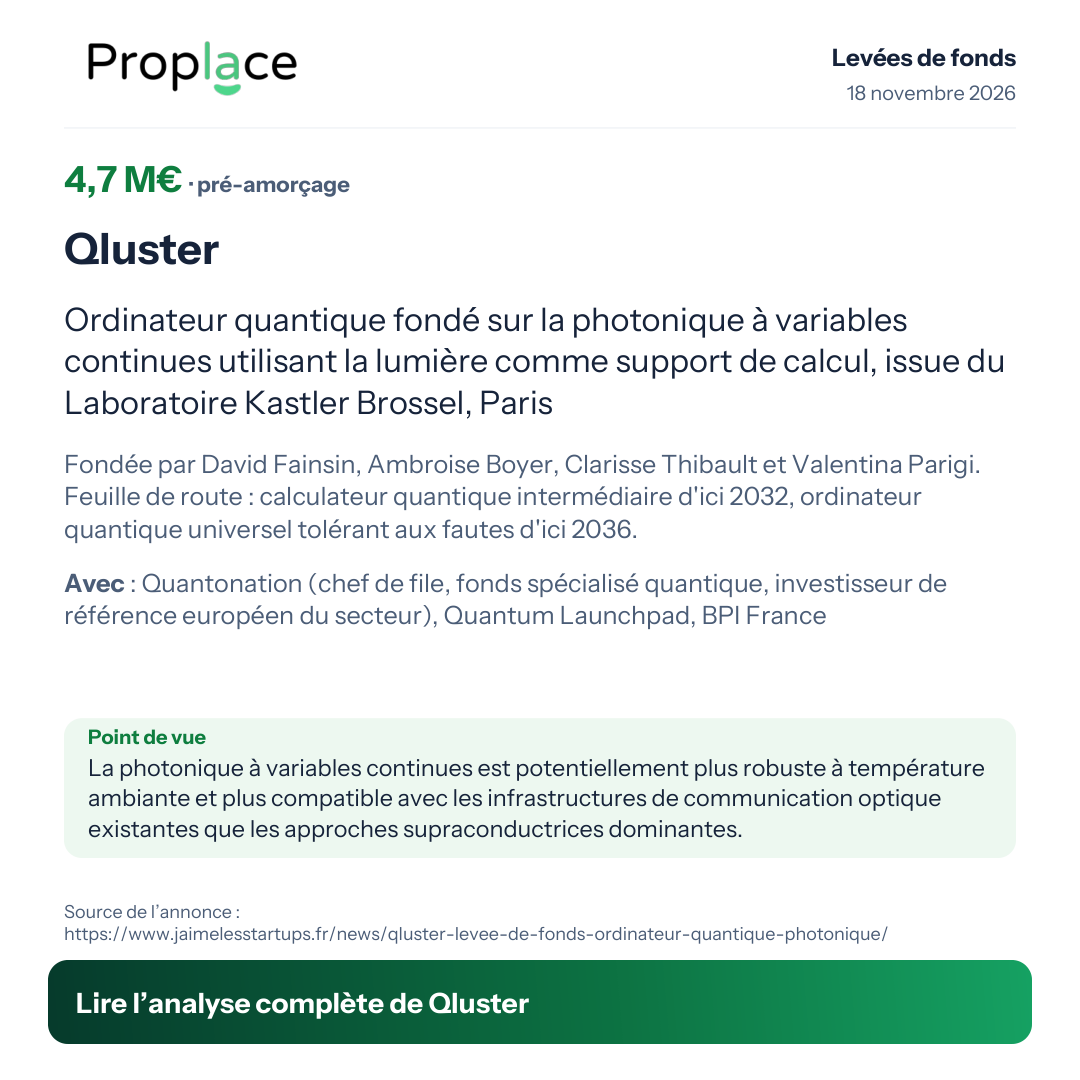 Proplace
Levées de fonds
18 novembre 2026
4,7 M€ · pré-amorçage
Qluster
Ordinateur quantique fondé sur la photonique à variables
continues utilisant la lumière comme support de calcul, issue du
Laboratoire Kastler Brossel, Paris
Fondée par David Fainsin, Ambroise Boyer, Clarisse Thibault et Valentina Parigi.
Feuille de route : calculateur quantique intermédiaire d'ici 2032, ordinateur
quantique universel tolérant aux fautes d'ici 2036.
Avec : Quantonation (chef de file, fonds spécialisé quantique, investisseur de
référence européen du secteur), Quantum Launchpad, BPI France
Point de vue
La photonique à variables continues est potentiellement plus robuste à température
ambiante et plus compatible avec les infrastructures de communication optique
existantes que les approches supraconductrices dominantes.
Source de l’annonce :
https://www.jaimelesstartups.fr/news/qluster-levee-de-fonds-ordinateur-quantique-photonique/
Lire l’analyse complète de Qluster